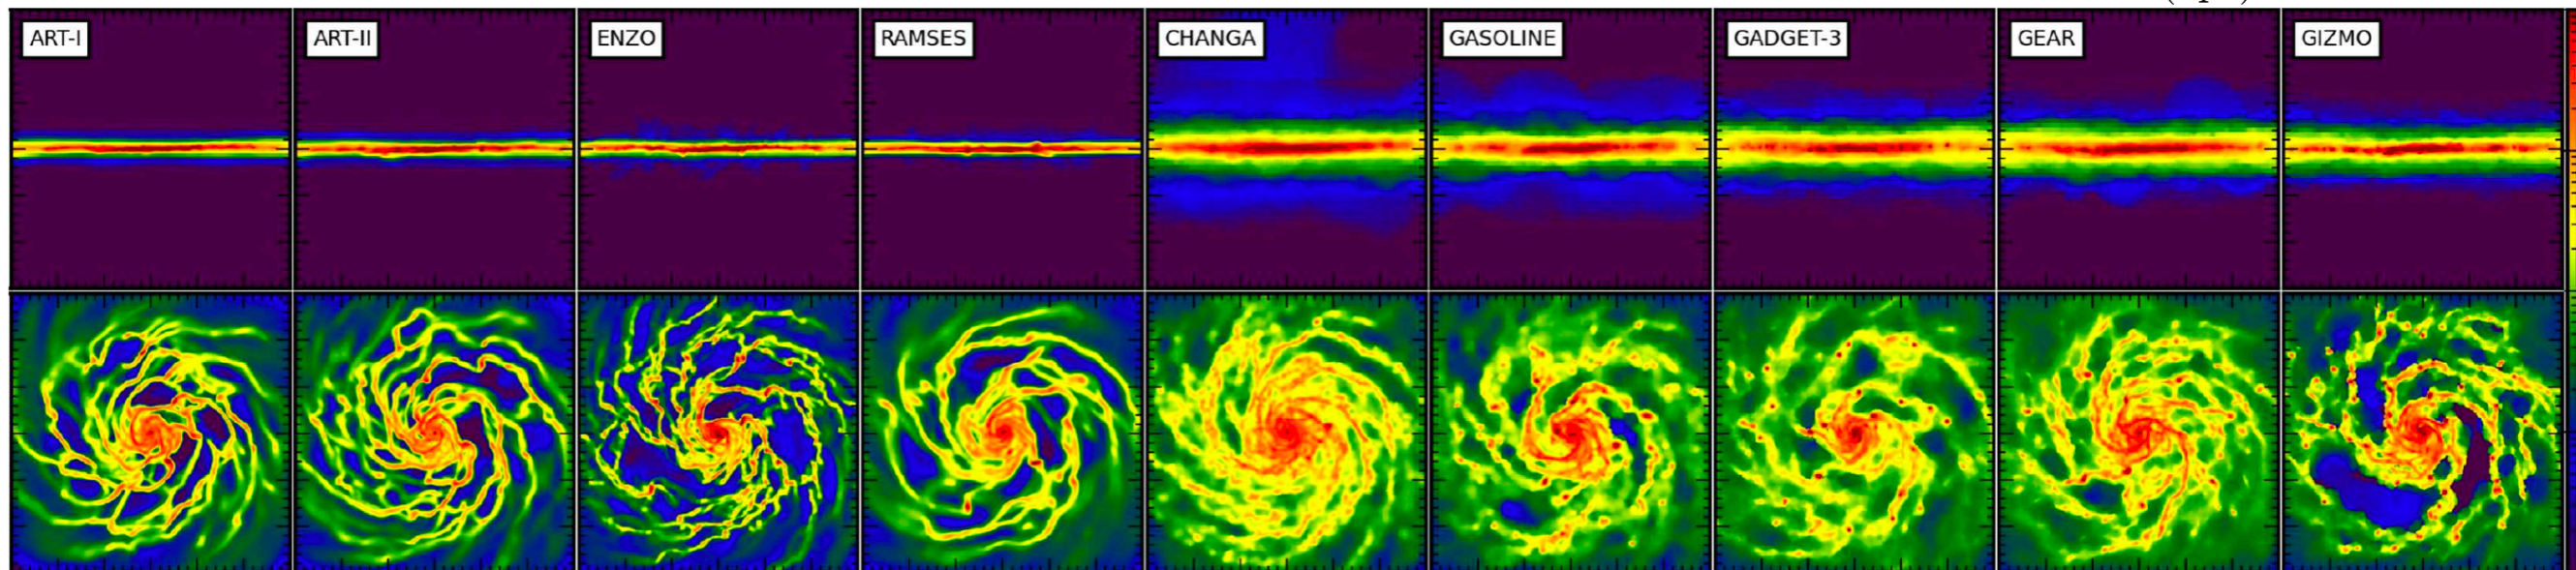 ART-I
ART-II
ENZO
RAMSES
CHANGA
GASOLINE
GADGET-3
GEAR
GIZMO